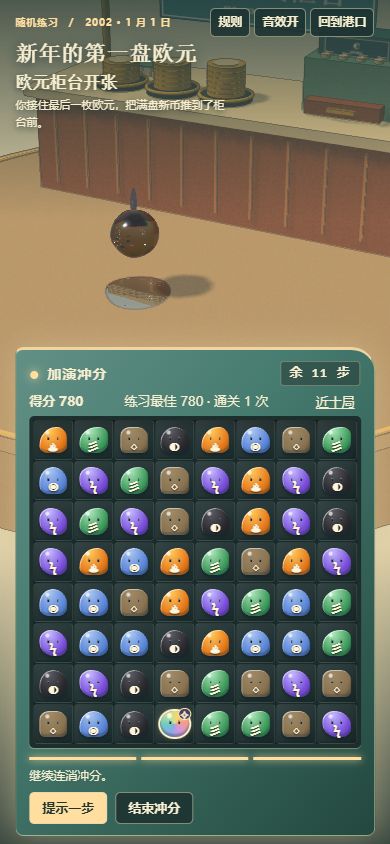 随机练习 / 2002·1月1日
规则
音效开
回到港口
新年的第一盘欧元
欧元柜台开张
你接住最后一枚欧元，把满盘新币推到了柜
台前。
加演冲分
余 11 步
得分 780
练习最佳 780·通关 1 次
近十局
继续连消冲分。
提示一步
结束冲分